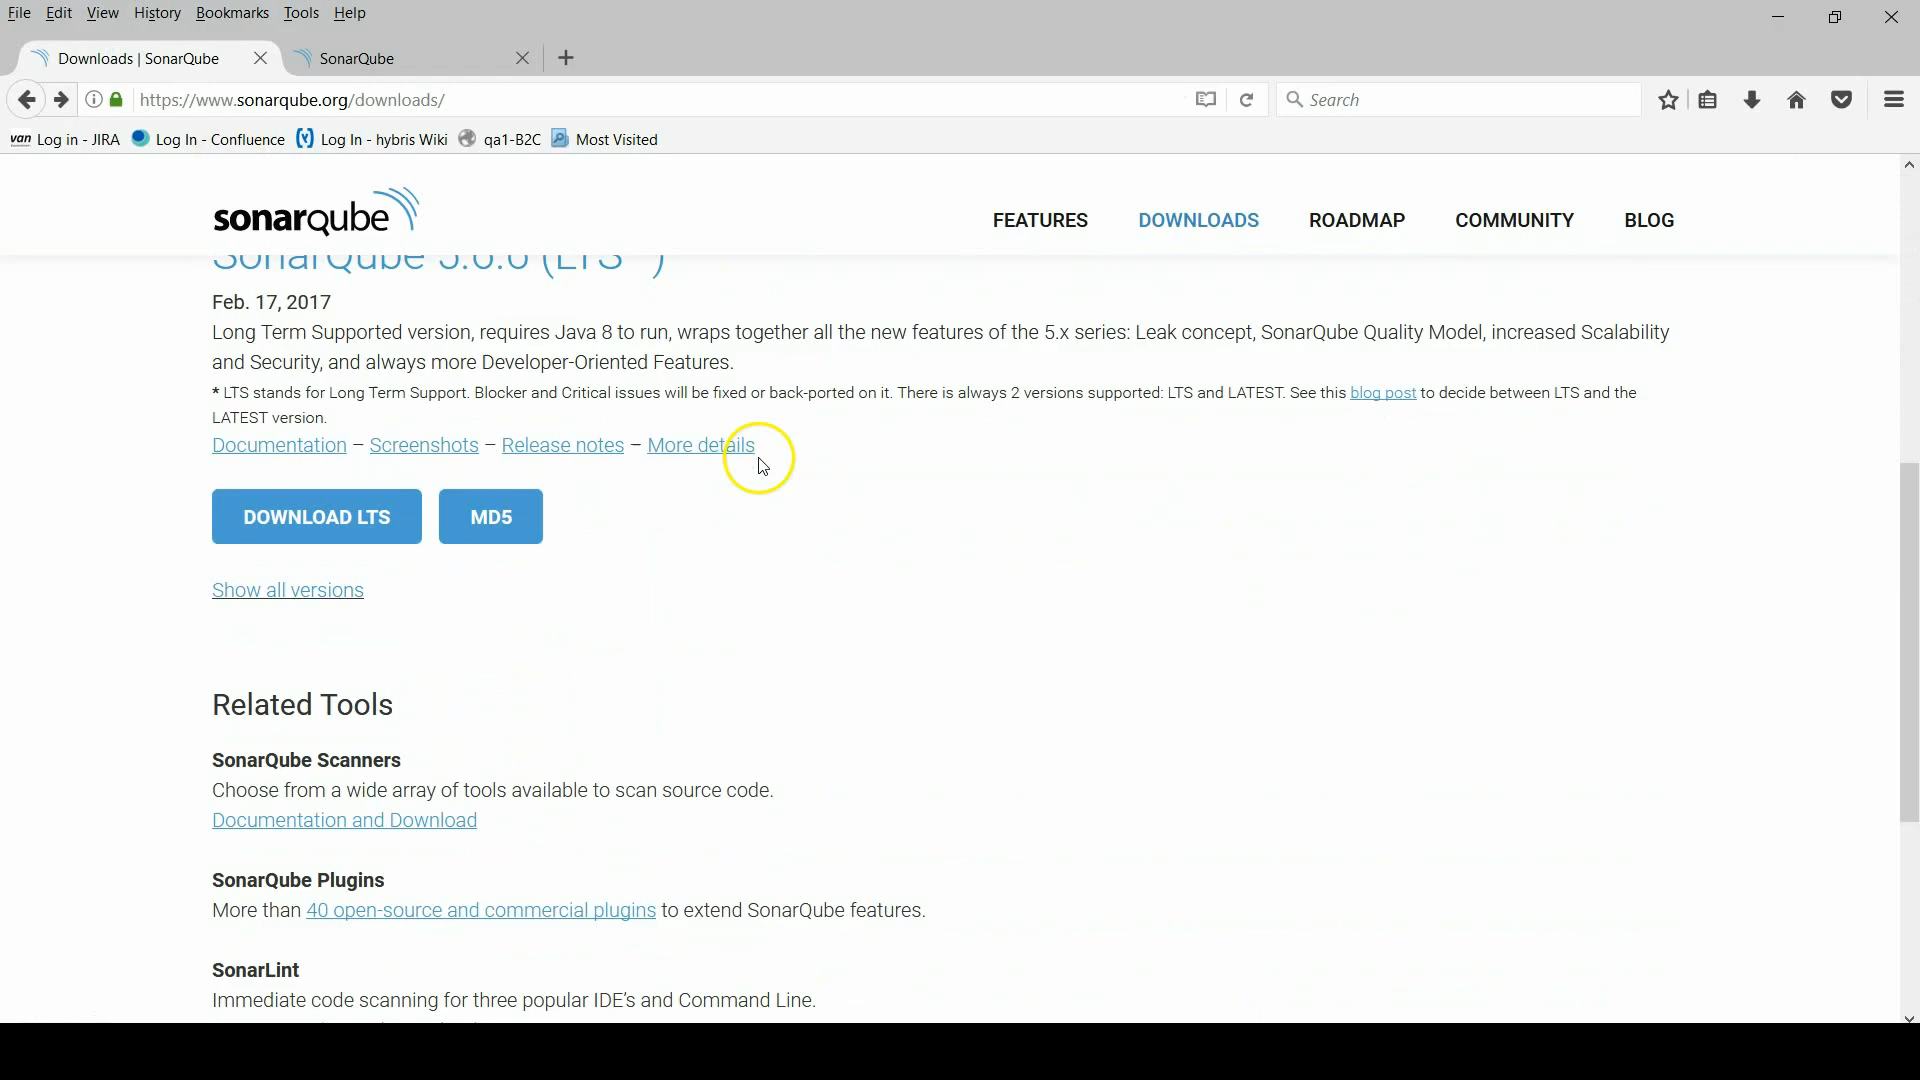 File Edit View History Bookmarks Tools Help
Downloads | SonarQube SonarQube
https://www.sonarqube.org/downloads/ Search
van Log in - JIRA Log In - Confluence Log In - hybris Wiki qa1-B2C Most Visited
sonarqube FEATURES DOWNLOADS ROADMAP COMMUNITY BLOG
SonarQube 5.6.6 (LTS )
Feb. 17, 2017
Long Term Supported version, requires Java 8 to run, wraps together all the new features of the 5.x series: Leak concept, SonarQube Quality Model, increased Scalability
and Security, and always more Developer-Oriented Features.
* LTS stands for Long Term Support. Blocker and Critical issues will be fixed or back-ported on it. There is always 2 versions supported: LTS and LATEST. See this blog post to decide between LTS and the
LATEST version.
Documentation – Screenshots – Release notes – More details
DOWNLOAD LTS MD5
Show all versions
Related Tools
SonarQube Scanners
Choose from a wide array of tools available to scan source code.
Documentation and Download
SonarQube Plugins
More than 40 open-source and commercial plugins to extend SonarQube features.
SonarLint
Immediate code scanning for three popular IDE's and Command Line.